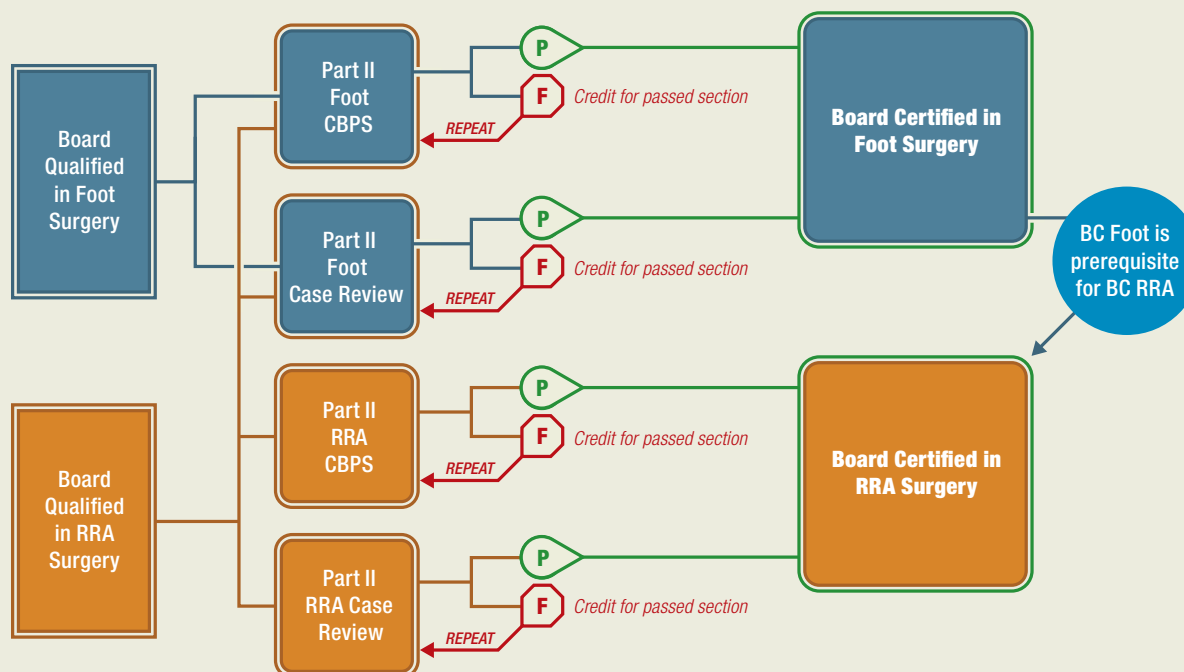 Board
Qualified
in Foot
Surgery
Part II
Foot
CBPS
P
F
Credit for passed section
REPEAT
Board Certified in
Foot Surgery
Part II
Foot
Case Review
P
F
Credit for passed section
REPEAT
BC Foot is
prerequisite
for BC RRA
Board
Qualified
in RRA
Surgery
Part II
RRA
CBPS
P
F
Credit for passed section
REPEAT
Board Certified in
RRA Surgery
Part II
RRA Case
Review
P
F
Credit for passed section
REPEAT